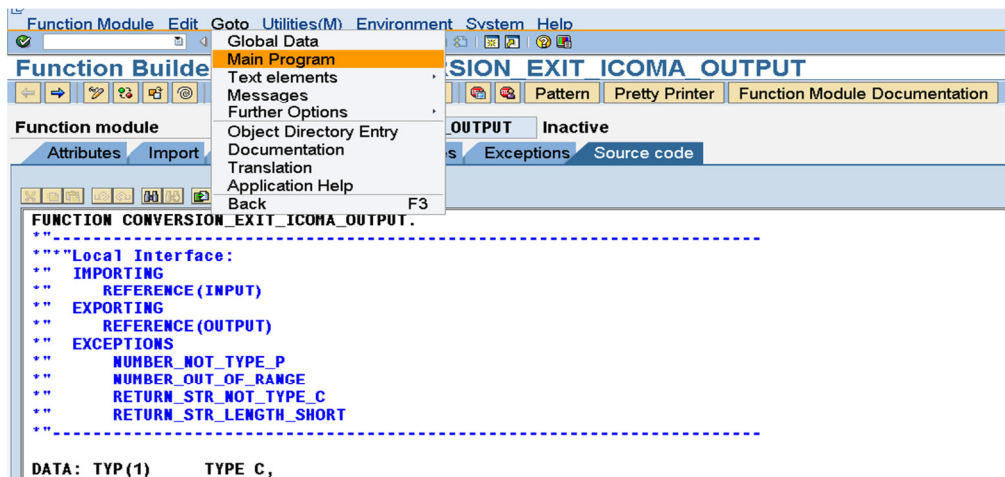 Function Module Edit Goto Utilities(M) Environment System Help
Global Data
Main Program
Text elements
Messages
Further Options
Object Directory Entry
Documentation
Translation
Application Help
Back F3
Function Builde SION_EXIT_ICOMA_OUTPUT
Pattern Pretty Printer Function Module Documentation
Function module _OUTPUT Inactive
Attributes Import s Exceptions Source code
FUNCTION CONVERSION_EXIT_ICOMA_OUTPUT.
*"----------------------------------------------------------------------
*"*"Local Interface:
*" IMPORTING
*" REFERENCE(INPUT)
*" EXPORTING
*" REFERENCE(OUTPUT)
*" EXCEPTIONS
*" NUMBER_NOT_TYPE_P
*" NUMBER_OUT_OF_RANGE
*" RETURN_STR_NOT_TYPE_C
*" RETURN_STR_LENGTH_SHORT
*"----------------------------------------------------------------------
DATA: TYP(1) TYPE C,